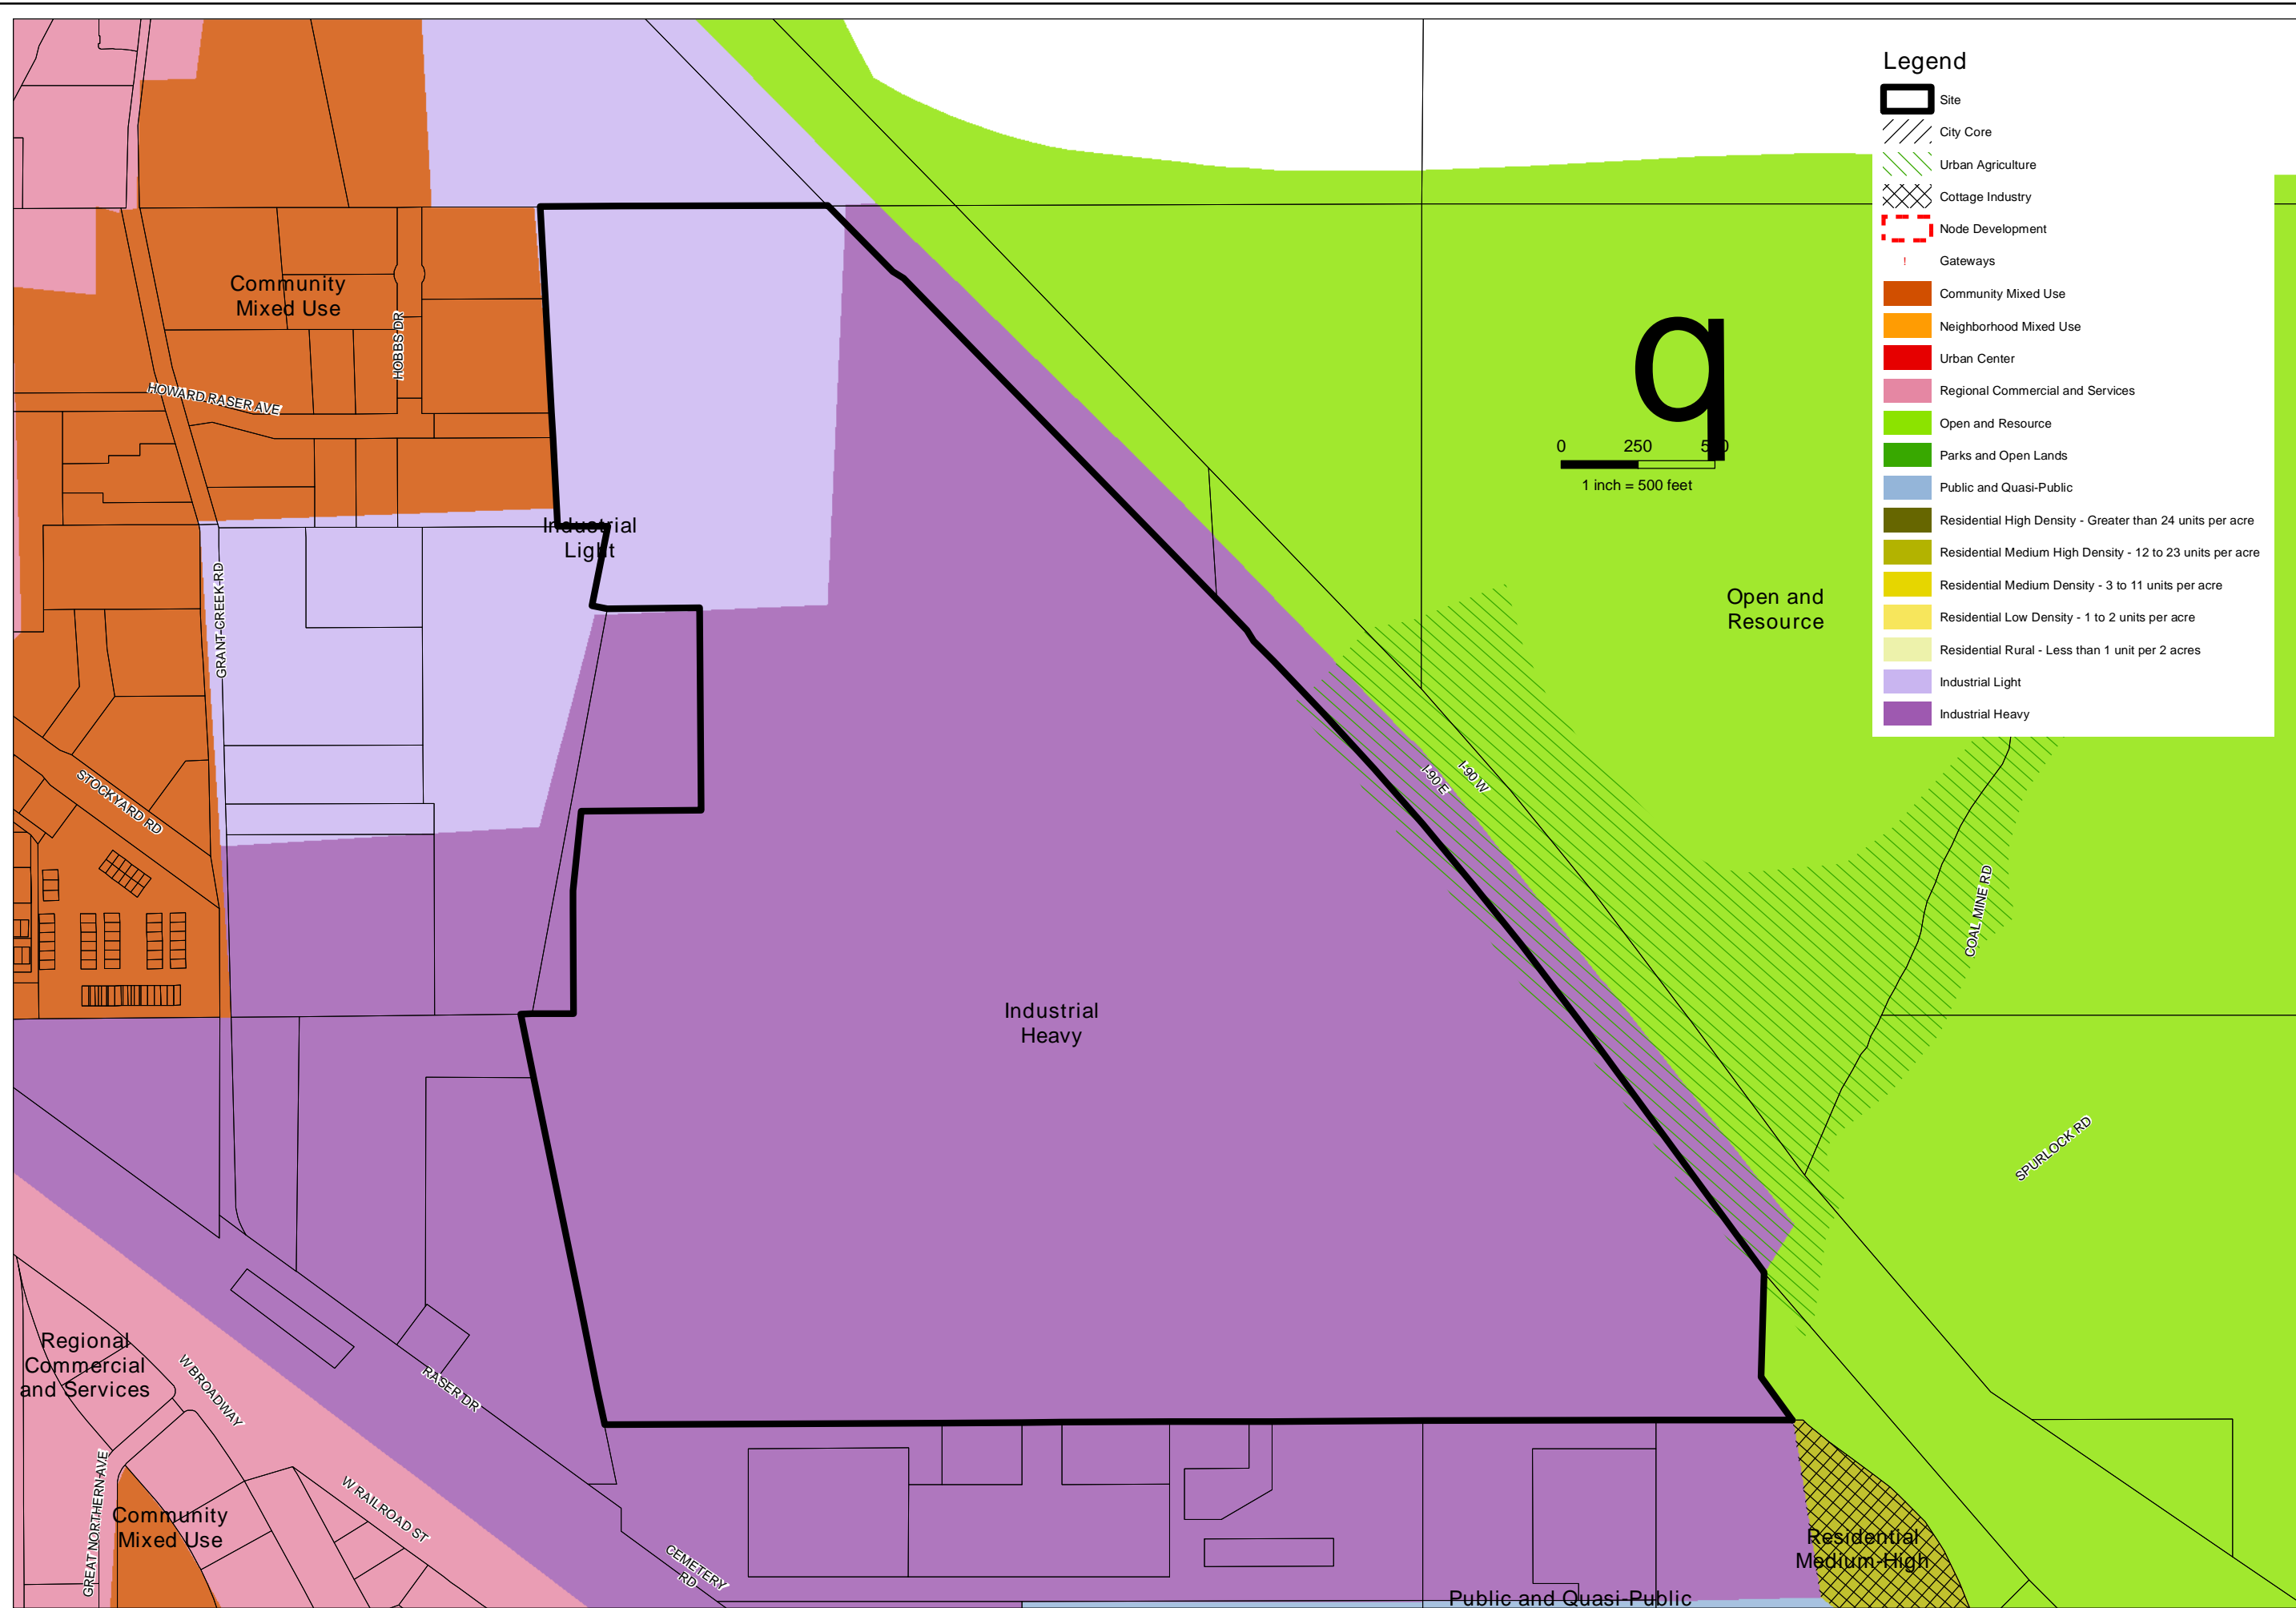 Legend
Site
City Core
Urban Agriculture
Cottage Industry
Node Development
! Gateways
Community Mixed Use
Neighborhood Mixed Use
Urban Center
Regional Commercial and Services
Open and Resource
Parks and Open Lands
Public and Quasi-Public
Residential High Density - Greater than 24 units per acre
Residential Medium High Density - 12 to 23 units per acre
Residential Medium Density - 3 to 11 units per acre
Residential Low Density - 1 to 2 units per acre
Residential Rural - Less than 1 unit per 2 acres
Industrial Light
Industrial Heavy
Community
Mixed Use
HOBBS DR
HOWARD RASER AVE
q
0 250
1 inch = 500 feet
Industrial
Light
GRANT CREEK RD
Open and
Resource
STOCKYARD RD
I-90 E
I-90 W
COAL MINE RD
Industrial
Heavy
SPURLOCK RD
Regional
Commercial
and Services
W BROADWAY
RASER DR
GREAT NORTHERN AVE
Community
Mixed Use
W RAILROAD ST
CEMETERY
RD
Residential
Medium-High
Public and Quasi-Public